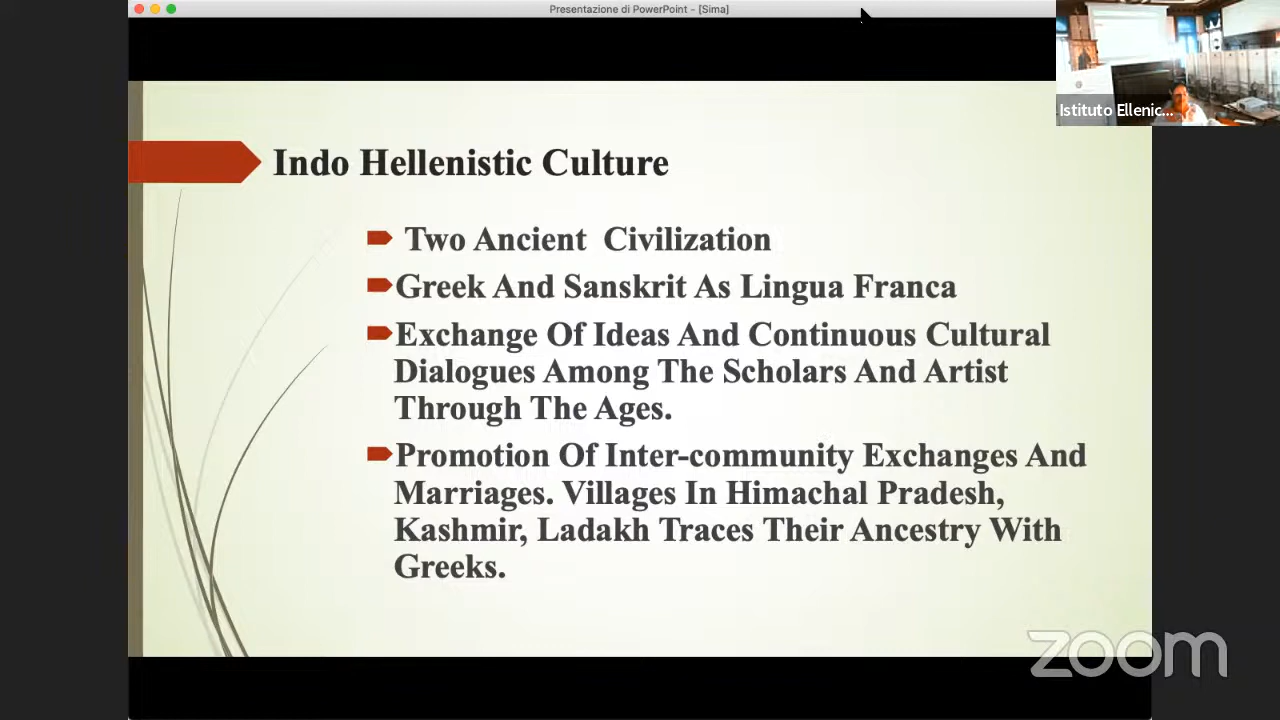 Presentazione di PowerPoint - [Sima]
Istituto Ellenic...
Indo Hellenistic Culture
Two Ancient Civilization
Greek And Sanskrit As Lingua Franca
Exchange Of Ideas And Continuous Cultural
Dialogues Among The Scholars And Artist
Through The Ages.
Promotion Of Inter-community Exchanges And
Marriages. Villages In Himachal Pradesh,
Kashmir, Ladakh Traces Their Ancestry With
Greeks.
zoom